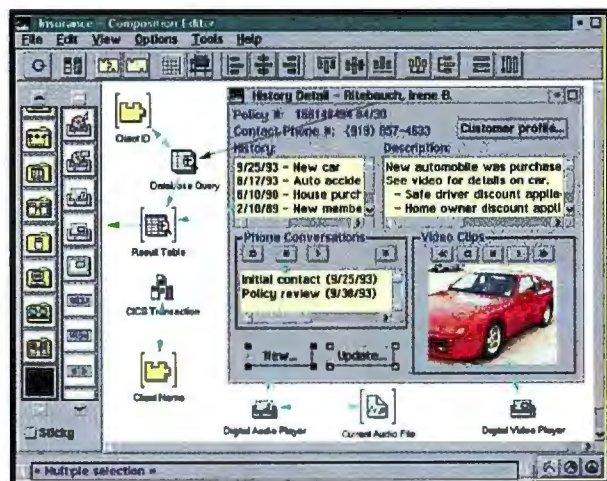 Insurance - Composition Editor
File Edit View Options Tools Help
History Detail - Ritebauch, Irene B.
Client ID
Policy #:
Contact Phone #: (919) 857-4633
Customer profile...
History:
Description:
Database Query
9/25/93 - New car
8/17/93 - Auto accide
8/10/90 - House purch
2/10/89 - New membe
New automobile was purchase
See video for details on car.
- Safe driver discount applie
- Home owner discount appli
Result Table
Phone Conversations
Video Clips
Initial contact (9/25/93)
Policy review (9/30/93)
CICS Transaction
New...
Update...
Client Name
Digital Audio Player
Current Audio File
Digital Video Player
Sticky
« Multiple selection »